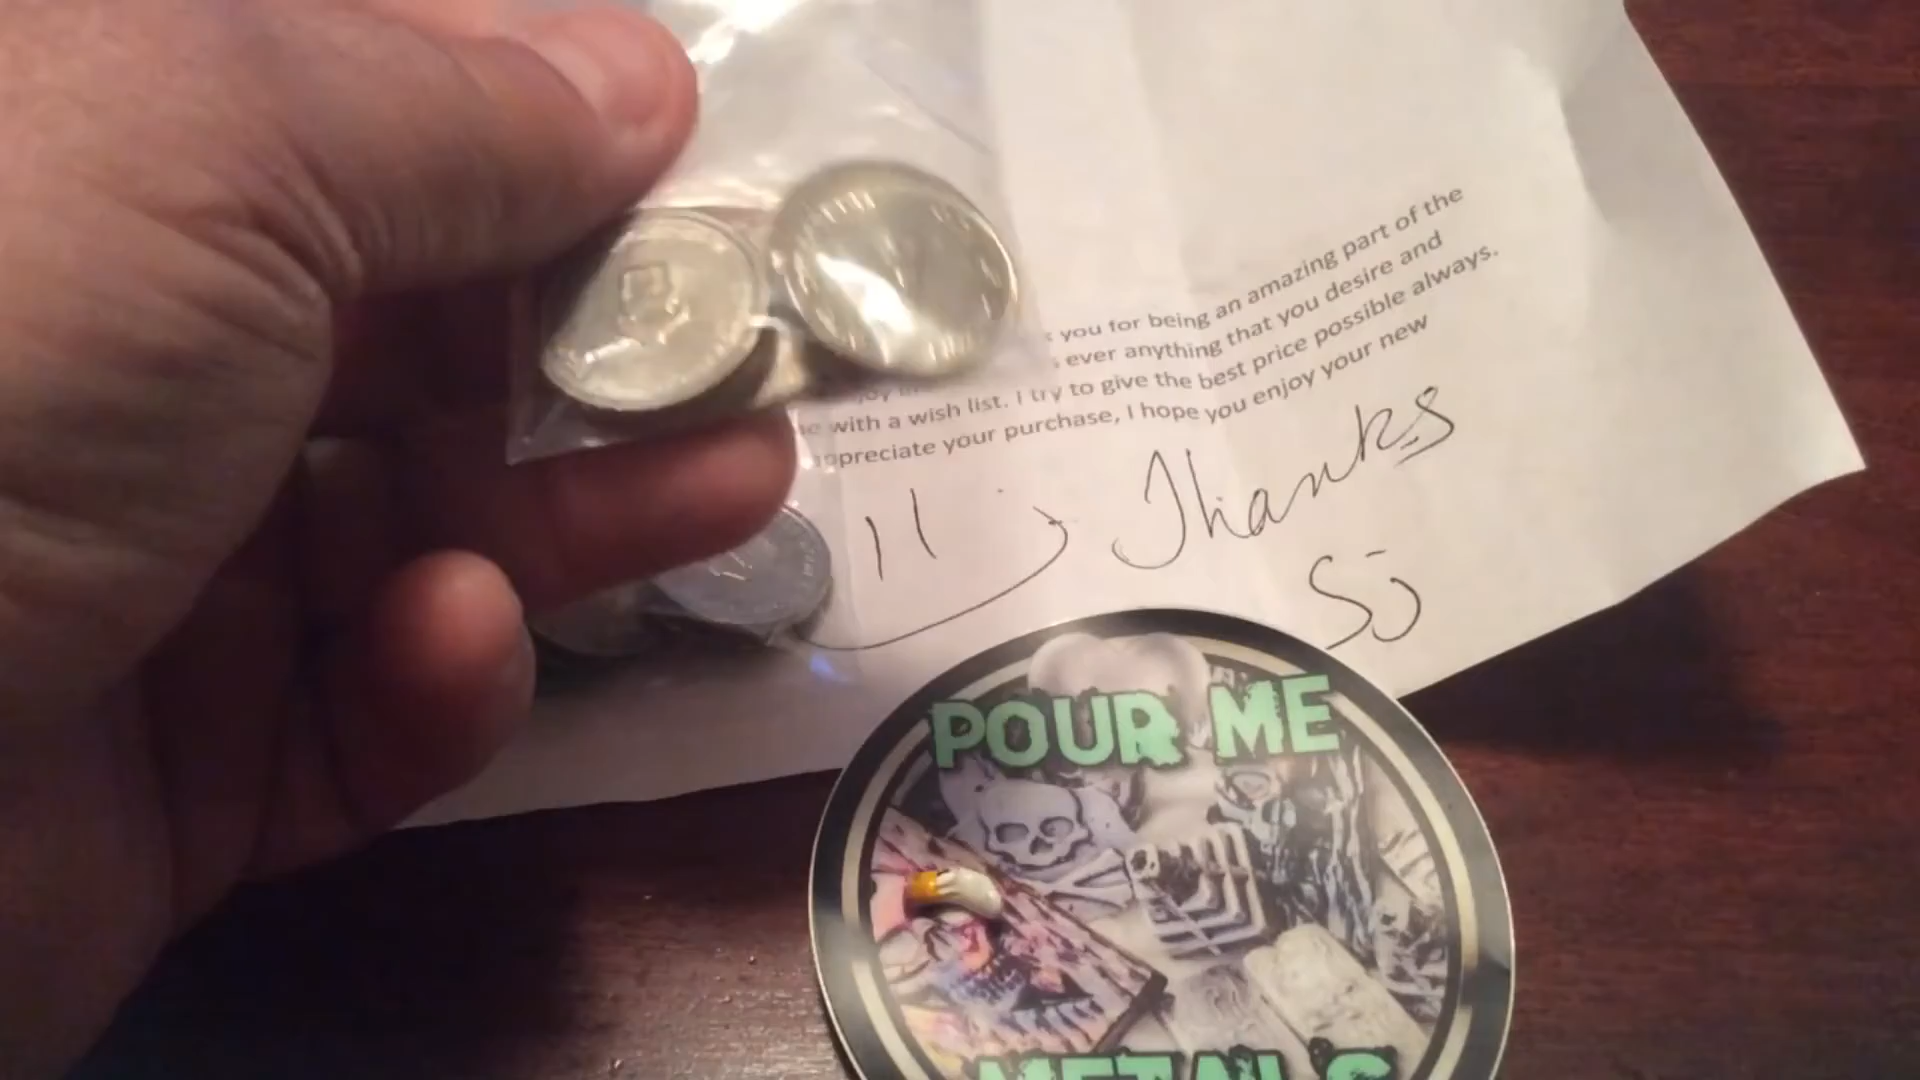 you for being an amazing part of the
ever anything that you desire and
with a wish list. I try to give the best price possible always.
appreciate your purchase, I hope you enjoy your new
Thanks
SJ
POUR ME
METALS